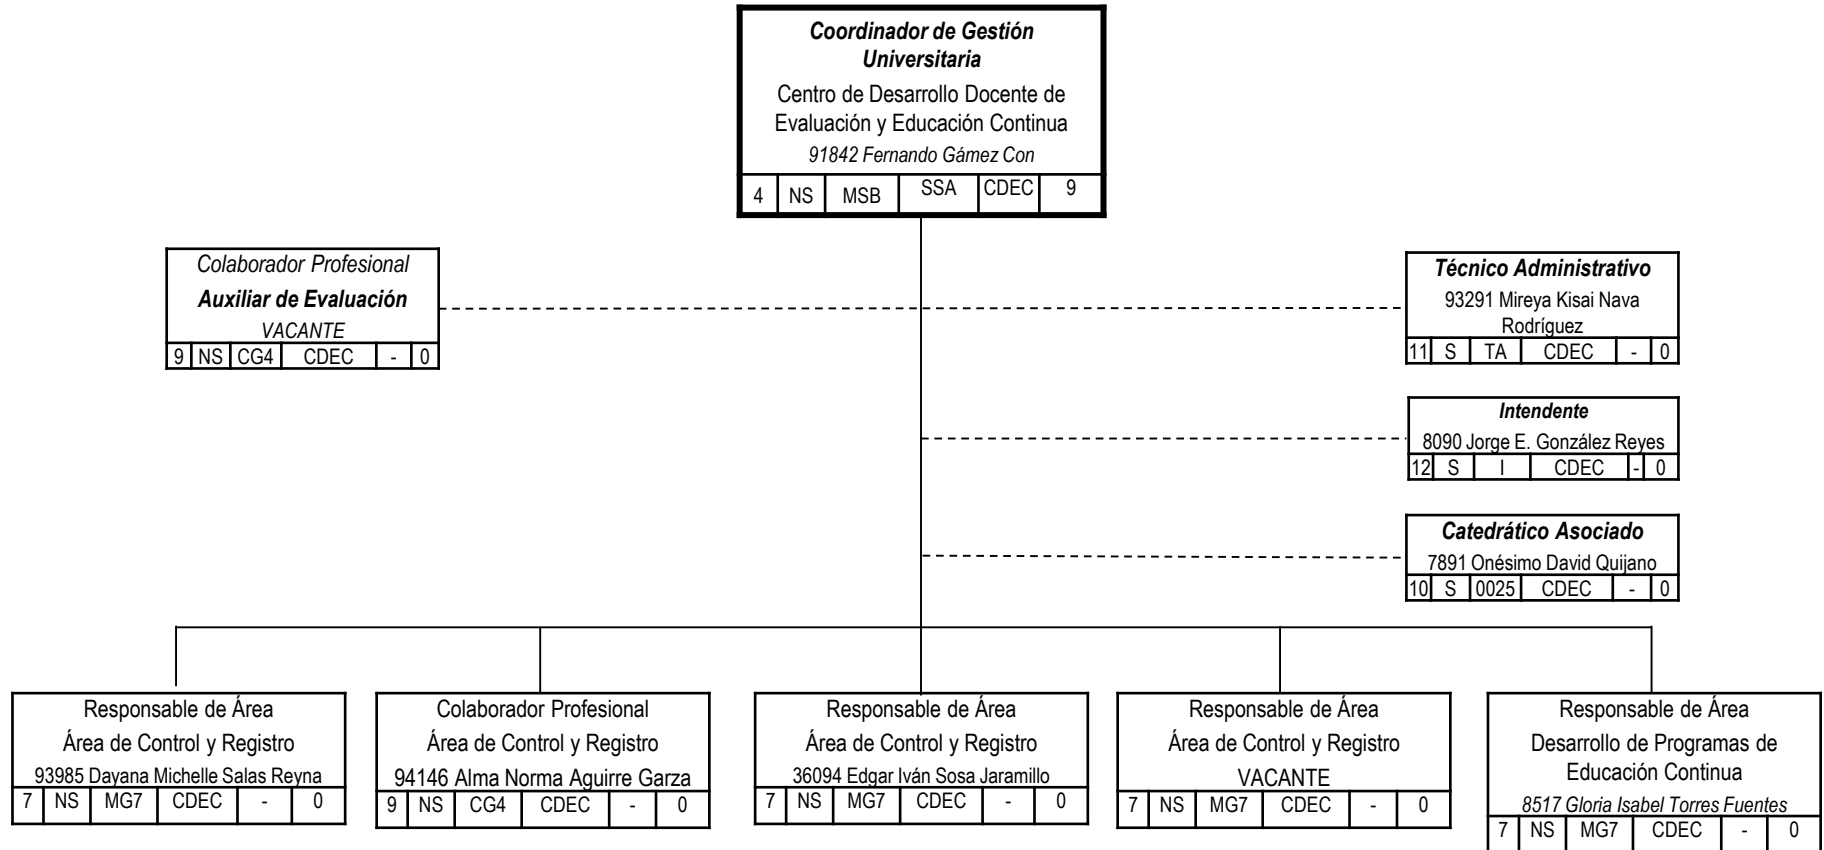 Coordinador de Gestión
Universitaria
Centro de Desarrollo Docente de
Evaluación y Educación Continua
91842 Fernando Gámez Con
4 NS MSB SSA CDEC 9
Colaborador Profesional
Auxiliar de Evaluación
VACANTE
9 NS CG4 CDEC - 0
Técnico Administrativo
93291 Mireya Kisai Nava
Rodríguez
11 S TA CDEC - 0
Intendente
8090 Jorge E. González Reyes
12 S I CDEC - 0
Catedrático Asociado
7891 Onésimo David Quijano
10 S 0025 CDEC - 0
Responsable de Área
Área de Control y Registro
93985 Dayana Michelle Salas Reyna
7 NS MG7 CDEC - 0
Colaborador Profesional
Área de Control y Registro
94146 Alma Norma Aguirre Garza
9 NS CG4 CDEC - 0
Responsable de Área
Área de Control y Registro
36094 Edgar Iván Sosa Jaramillo
7 NS MG7 CDEC - 0
Responsable de Área
Área de Control y Registro
VACANTE
7 NS MG7 CDEC - 0
Responsable de Área
Desarrollo de Programas de
Educación Continua
8517 Gloria Isabel Torres Fuentes
7 NS MG7 CDEC - 0